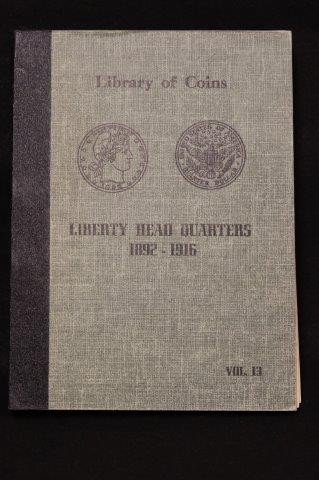 Library of Coins
LIBERTY HEAD QUARTERS
1892-1916
VOL. 13